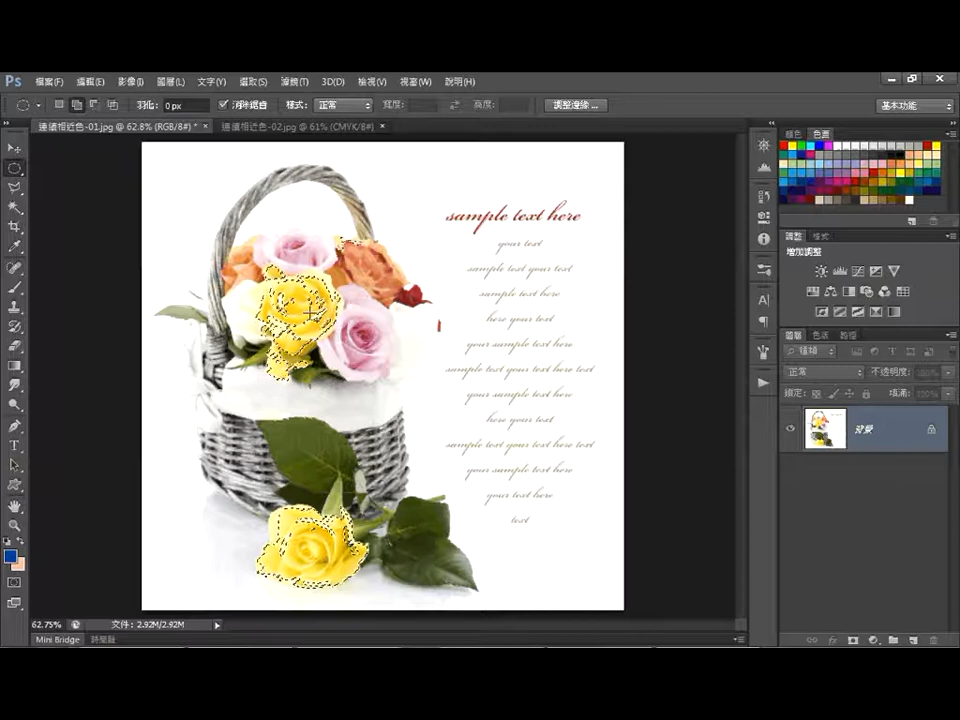 Ps 檔案(F) 編輯(E) 影像(I) 圖層(L) 文字(Y) 選取(S) 濾鏡(T) 3D(D) 檢視(V) 視窗(W) 說明(H)
羽化: 0 px 消除鋸齒 樣式: 正常 寬度: 高度: 調整邊緣... 基本功能
連續相近色-01.jpg @ 62.8% (RGB/8#) * × 連續相近色-02.jpg @ 61% (CMYK/8#) ×
顏色 色票
sample text here
your text
sample text your text
sample text here
here your text
your sample text here
sample text your text here text
your sample text here
here your text
sample text your text here text
your sample text here
your text here
text
調整 樣式
增加調整
圖層 色版 路徑
種類
正常 不透明度: 100%
鎖定: 填滿: 100%
背景
62.75% 文件: 2.92M/2.92M
Mini Bridge 時間軸